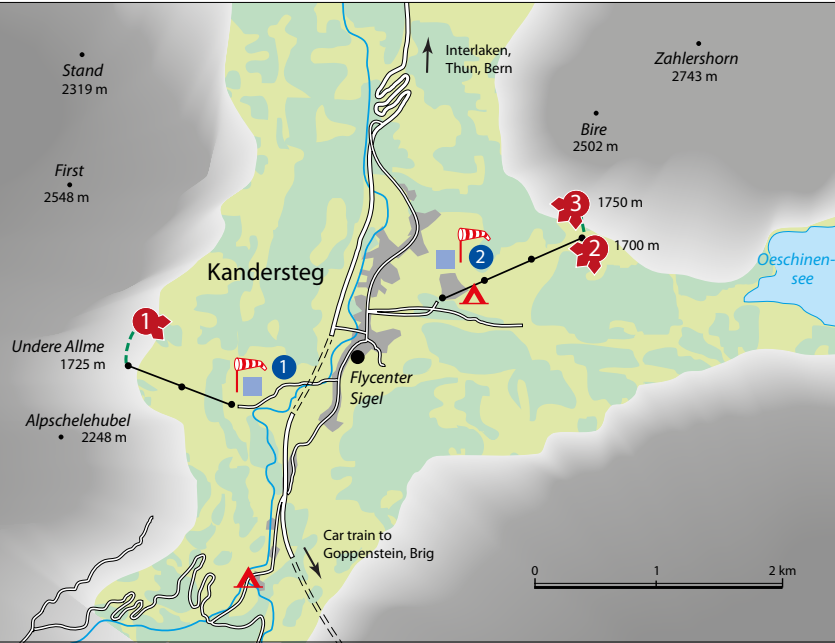 Interlaken,
Thun, Bern
Stand
2319 m
Zahlershorn
2743 m
Bire
2502 m
First
2548 m
3
1750 m
2
1700 m
2
Oeschinen-
see
Kandersteg
1
Undere Allme
1725 m
1
Flycenter
Sigel
Alpschelehubel
2248 m
Car train to
Goppenstein, Brig
0 1 2 km